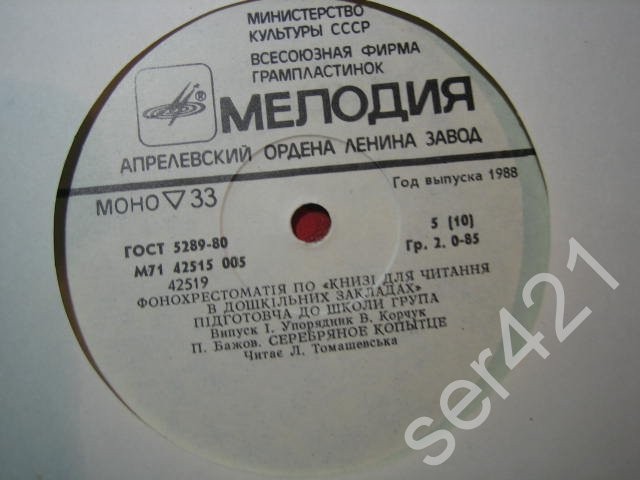 МИНИСТЕРСТВО
КУЛЬТУРЫ СССР
ВСЕСОЮЗНАЯ ФИРМА
ГРАМПЛАСТИНОК
® МЕЛОДИЯ
АПРЕЛЕВСКИЙ ОРДЕНА ЛЕНИНА ЗАВОД
МОНО ▽ 33
Год выпуска 1988
ГОСТ 5289-80
5 (10)
М71 42515 005
Гр. 2. 0-85
42519
ФОНОХРЕСТОМАТІЯ ПО «КНИЗІ ДЛЯ ЧИТАННЯ
В ДОШКІЛЬНИХ ЗАКЛАДАХ»
ПІДГОТОВЧА ДО ШКОЛИ ГРУПА
Випуск I. Упорядник В. Корчук
П. Бажов. СЕРЕБРЯНОЕ КОПЫТЦЕ
Читає Л. Томашевська
ser421